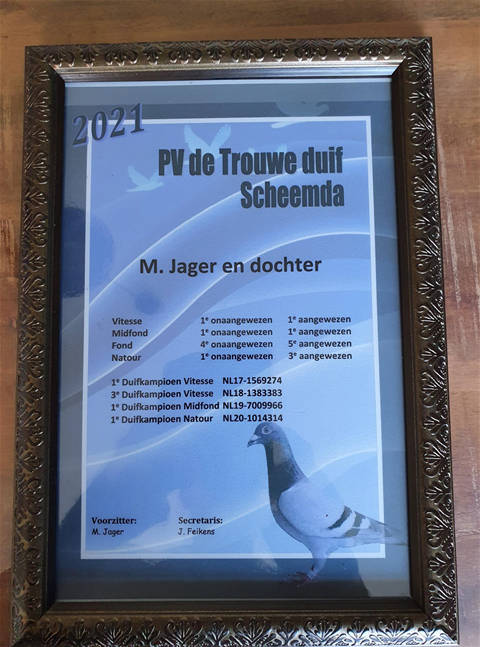 2021
PV de Trouwe duif
Scheemda
M. Jager en dochter
Vitesse 1e onaangewezen 1e aangewezen
Midfond 1e onaangewezen 1e aangewezen
Fond 4e onaangewezen 5e aangewezen
Natour 1e onaangewezen 3e aangewezen
1e Duifkampioen Vitesse NL17-1569274
3e Duifkampioen Vitesse NL18-1383383
1e Duifkampioen Midfond NL19-7009966
1e Duifkampioen Natour NL20-1014314
Voorzitter: Secretaris:
M. Jager J. Feikens